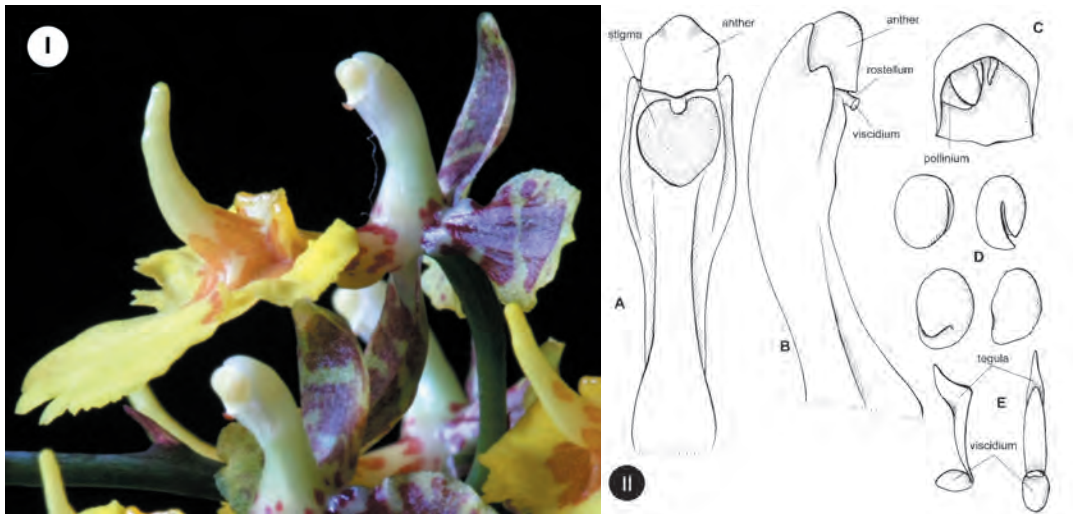 I
stigma
anther
anther
rostellum
viscidium
C
pollinium
D
A
B
tegula
E
viscidium
II